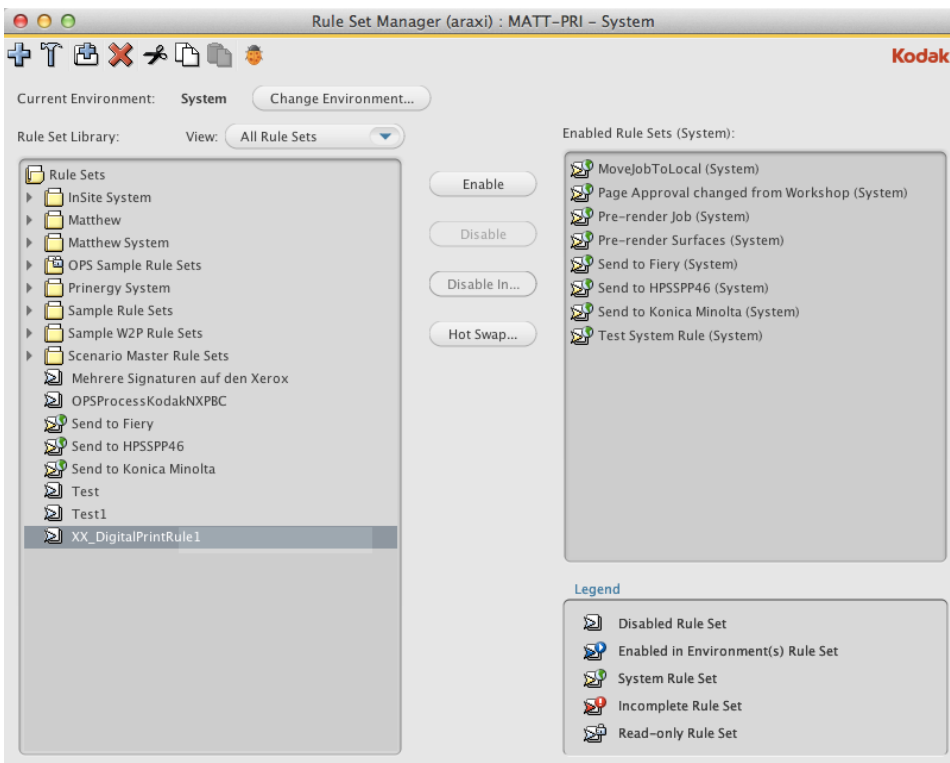 Rule Set Manager (araxi) : MATT-PRI - System
Kodak
Current Environment: System Change Environment...
Rule Set Library: View: All Rule Sets
Rule Sets
InSite System
Matthew
Matthew System
OPS Sample Rule Sets
Prinergy System
Sample Rule Sets
Sample W2P Rule Sets
Scenario Master Rule Sets
Mehrere Signaturen auf den Xerox
OPSProcessKodakNXPBC
Send to Fiery
Send to HPSSPP46
Send to Konica Minolta
Test
Test1
XX_DigitalPrintRule1
Enable
Disable
Disable In...
Hot Swap...
Enabled Rule Sets (System):
MoveJobToLocal (System)
Page Approval changed from Workshop (System)
Pre-render Job (System)
Pre-render Surfaces (System)
Send to Fiery (System)
Send to HPSSPP46 (System)
Send to Konica Minolta (System)
Test System Rule (System)
Legend
Disabled Rule Set
Enabled in Environment(s) Rule Set
System Rule Set
Incomplete Rule Set
Read-only Rule Set